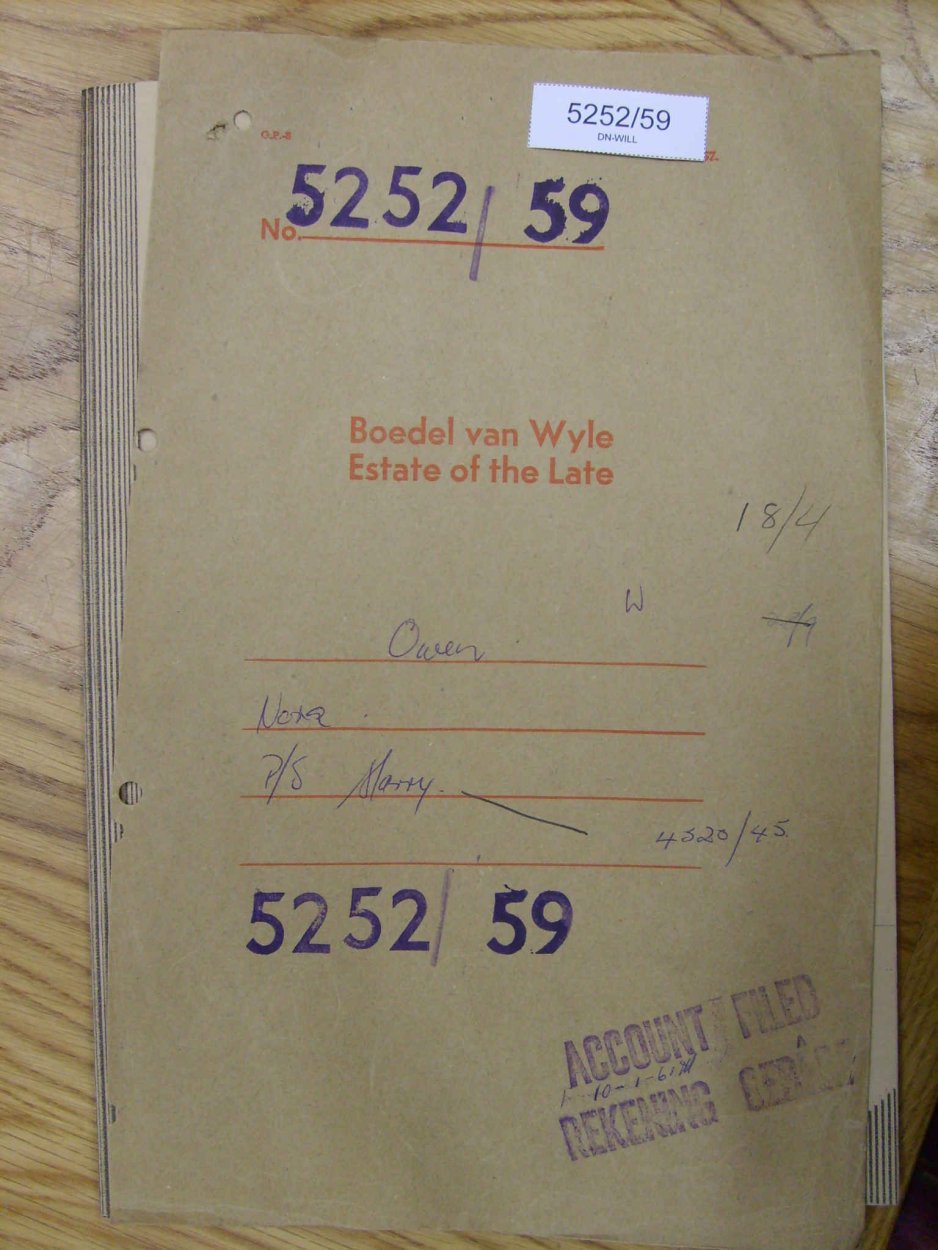 5252/59
DN-WILL
G.P.-S
No. 5252/59
Boedel van Wyle
Estate of the Late
18/4
W
Owen
Nora
P/S Harry.
4520/45
5252/59
ACCOUNT FILED
10-1-61
REKENING